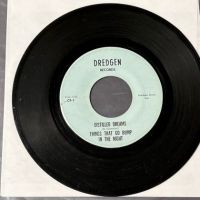 DREDGEN
RECORDS
DISTILLED DREAMS
THINGS THAT GO BUMP
IN THE NIGHT